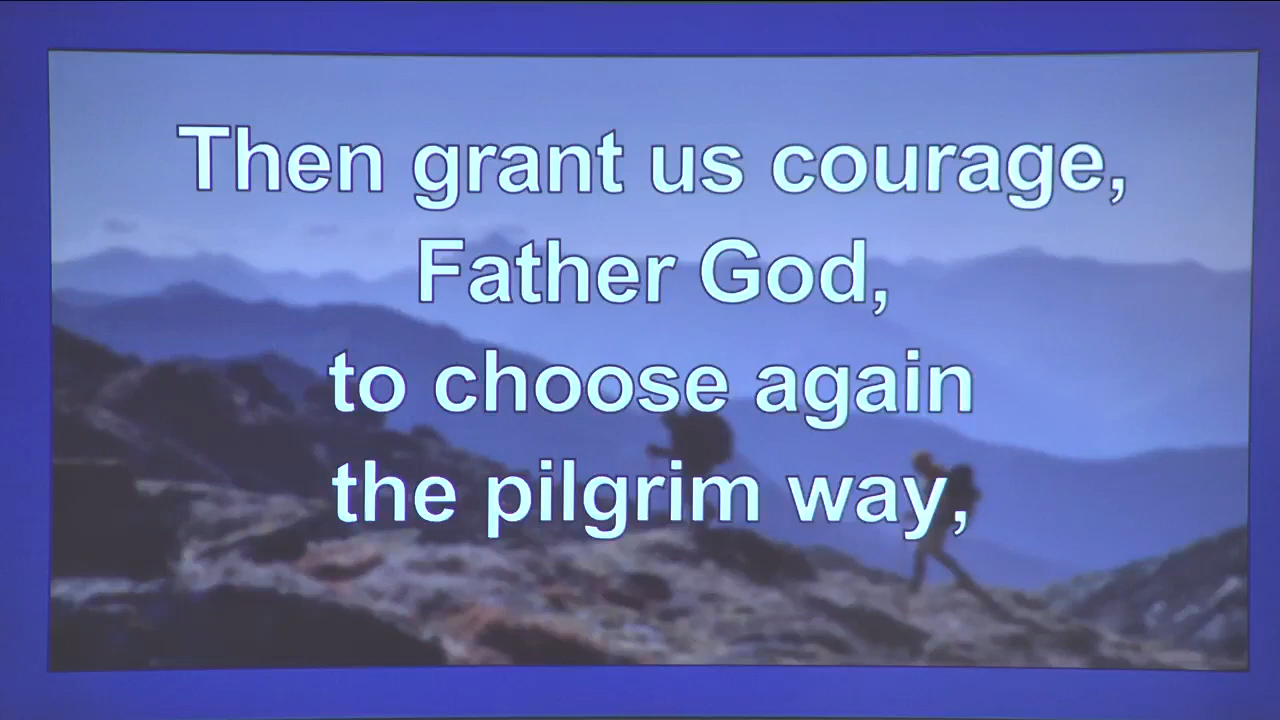 Then grant us courage,
Father God,
to choose again
the pilgrim way,